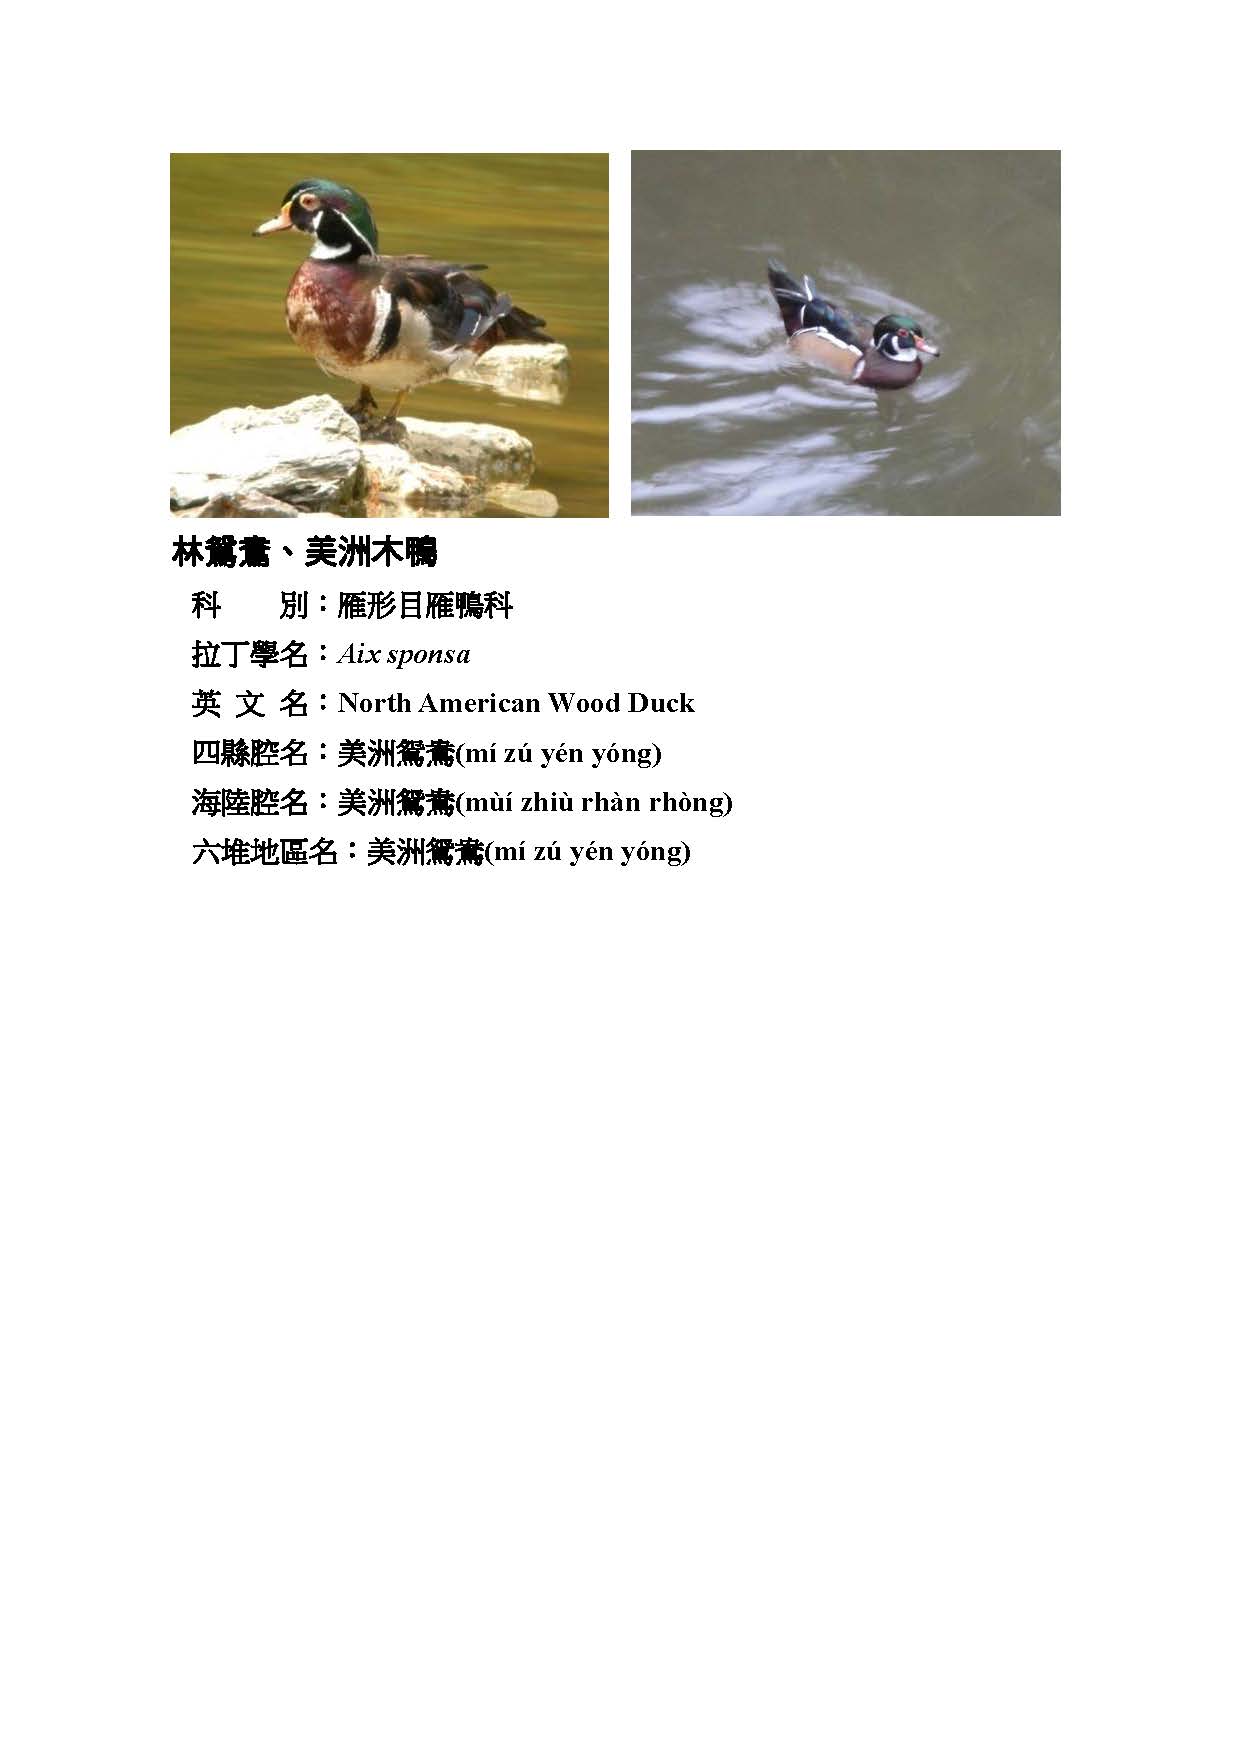 林鴛鴦、美洲木鴨
科　　別：雁形目雁鴨科
拉丁學名：Aix sponsa
英 文 名：North American Wood Duck
四縣腔名：美洲鴛鴦(mí zú yén yóng)
海陸腔名：美洲鴛鴦(mùí zhiù rhàn rhòng)
六堆地區名：美洲鴛鴦(mí zú yén yóng)